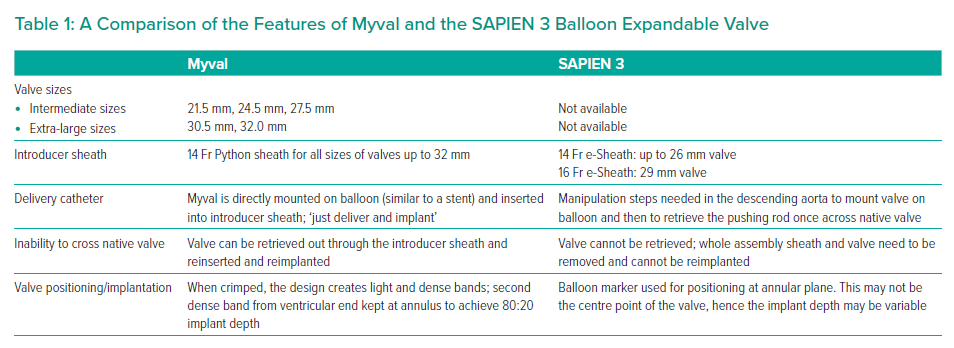 Table 1: A Comparison of the Features of Myval and the SAPIEN 3 Balloon Expandable Valve
Myval SAPIEN 3
Valve sizes
• Intermediate sizes 21.5 mm, 24.5 mm, 27.5 mm Not available
• Extra-large sizes 30.5 mm, 32.0 mm Not available
Introducer sheath 14 Fr Python sheath for all sizes of valves up to 32 mm 14 Fr e-Sheath: up to 26 mm valve
16 Fr e-Sheath: 29 mm valve
Delivery catheter Myval is directly mounted on balloon (similar to a stent) and inserted Manipulation steps needed in the descending aorta to mount valve on
into introducer sheath; ‘just deliver and implant’ balloon and then to retrieve the pushing rod once across native valve
Inability to cross native valve Valve can be retrieved out through the introducer sheath and Valve cannot be retrieved; whole assembly sheath and valve need to be
reinserted and reimplanted removed and cannot be reimplanted
Valve positioning/implantation When crimped, the design creates light and dense bands; second Balloon marker used for positioning at annular plane. This may not be
dense band from ventricular end kept at annulus to achieve 80:20 the centre point of the valve, hence the implant depth may be variable
implant depth